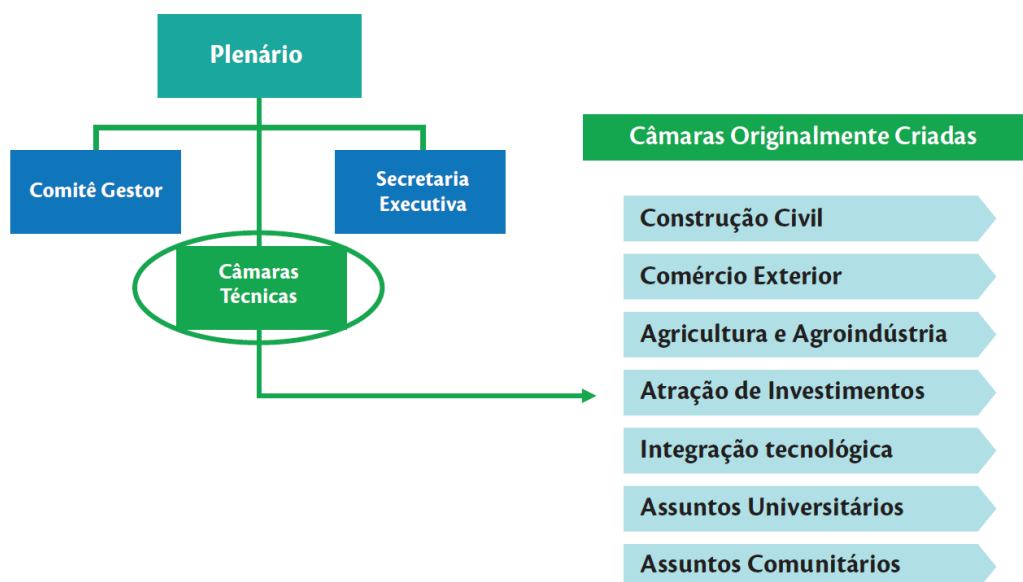 Plenário
Comitê Gestor
Secretaria
Executiva
Câmaras
Técnicas
Câmaras Originalmente Criadas
Construção Civil
Comércio Exterior
Agricultura e Agroindústria
Atração de Investimentos
Integração tecnológica
Assuntos Universitários
Assuntos Comunitários